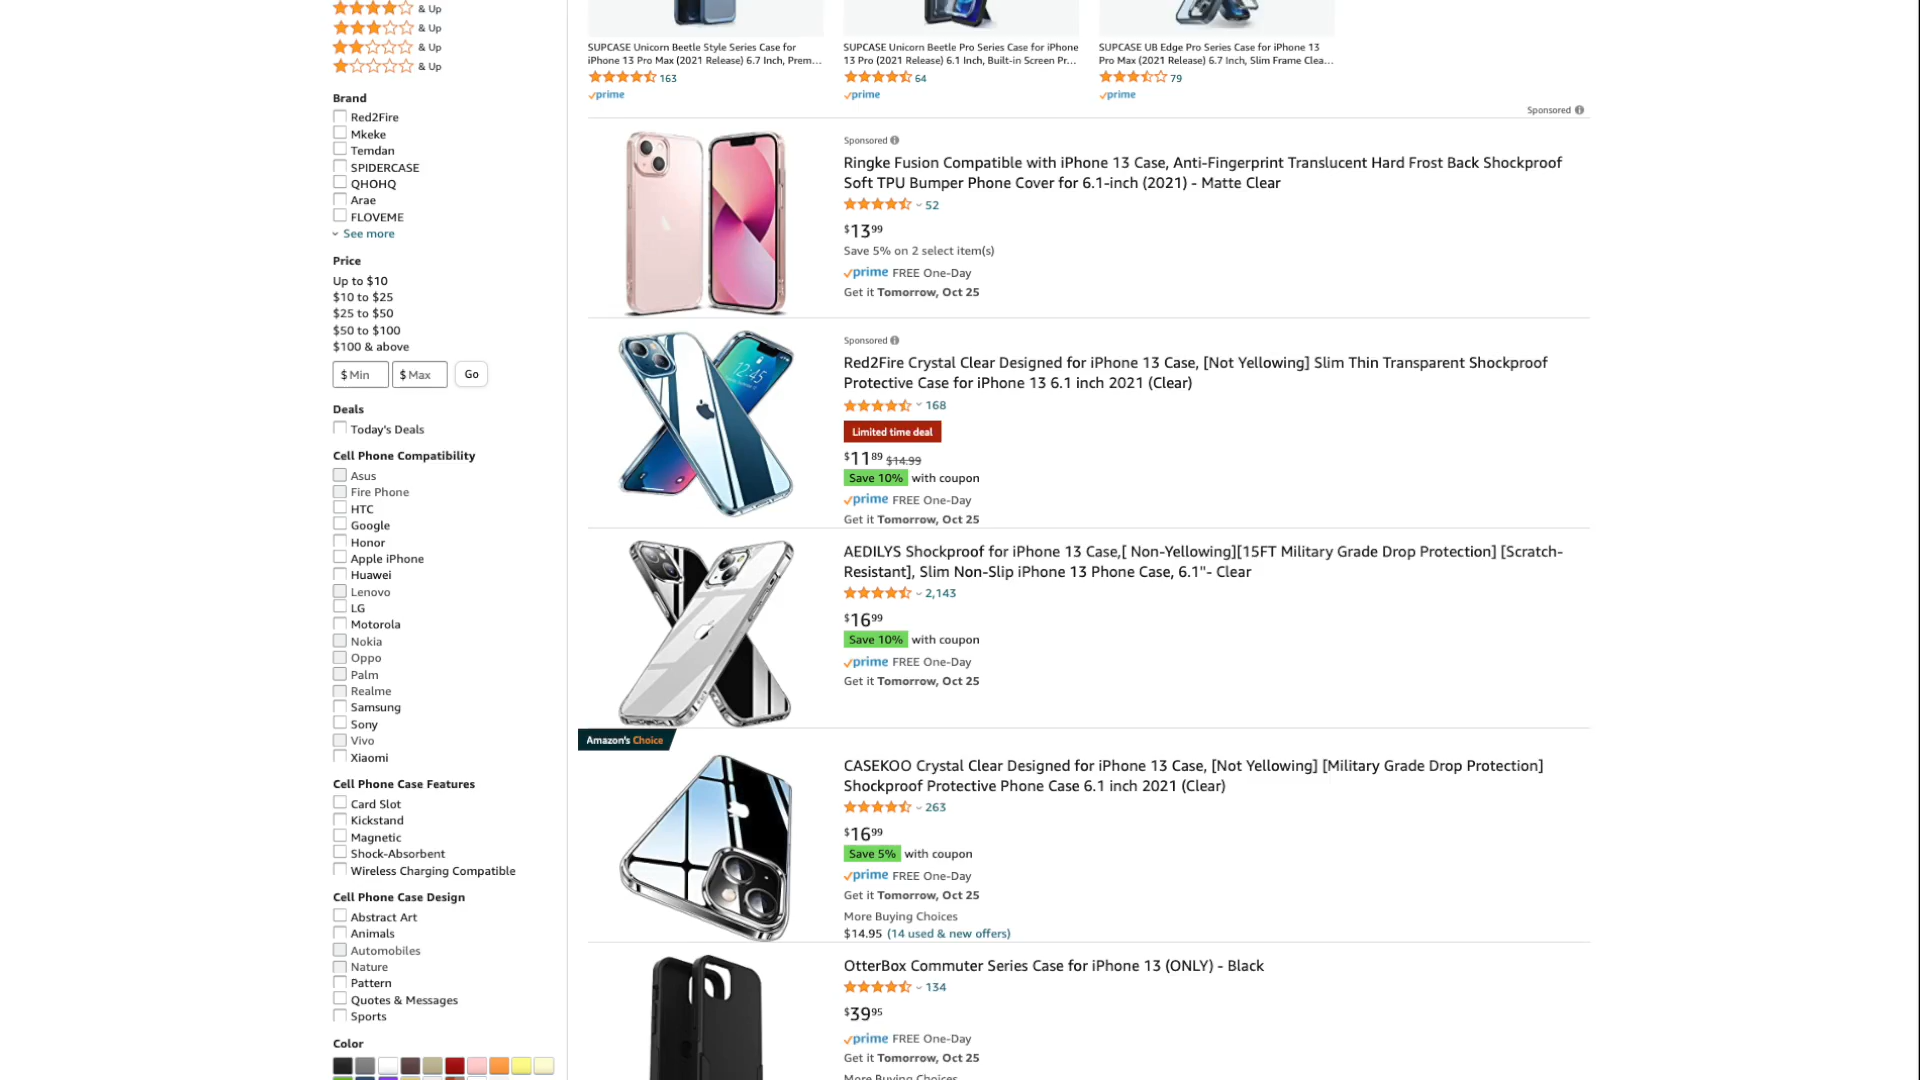 & Up
& Up
& Up
& Up
Brand
Red2Fire
Mkeke
Temdan
SPIDERCASE
QHOHQ
Arae
FLOVEME
See more
Price
Up to $10
$10 to $25
$25 to $50
$50 to $100
$100 & above
$ Min $ Max Go
Deals
Today's Deals
Cell Phone Compatibility
Asus
Fire Phone
HTC
Google
Honor
Apple iPhone
Huawei
Lenovo
LG
Motorola
Nokia
Oppo
Palm
Realme
Samsung
Sony
Vivo
Xiaomi
Cell Phone Case Features
Card Slot
Kickstand
Magnetic
Shock-Absorbent
Wireless Charging Compatible
Cell Phone Case Design
Abstract Art
Animals
Automobiles
Nature
Pattern
Quotes & Messages
Sports
Color
SUPCASE Unicorn Beetle Style Series Case for
iPhone 13 Pro Max (2021 Release) 6.7 Inch, Prem...
163
prime
SUPCASE Unicorn Beetle Pro Series Case for iPhone
13 Pro (2021 Release) 6.1 Inch, Built-in Screen Pr...
64
prime
SUPCASE UB Edge Pro Series Case for iPhone 13
Pro Max (2021 Release) 6.7 Inch, Slim Frame Clea...
79
prime
Sponsored
Sponsored
Ringke Fusion Compatible with iPhone 13 Case, Anti-Fingerprint Translucent Hard Frost Back Shockproof
Soft TPU Bumper Phone Cover for 6.1-inch (2021) - Matte Clear
52
$13 99
Save 5% on 2 select item(s)
prime FREE One-Day
Get it Tomorrow, Oct 25
12:45
Sponsored
Red2Fire Crystal Clear Designed for iPhone 13 Case, [Not Yellowing] Slim Thin Transparent Shockproof
Protective Case for iPhone 13 6.1 inch 2021 (Clear)
168
Limited time deal
$11 89 $14.99
Save 10% with coupon
prime FREE One-Day
Get it Tomorrow, Oct 25
AEDILYS Shockproof for iPhone 13 Case,[ Non-Yellowing][15FT Military Grade Drop Protection] [Scratch-
Resistant], Slim Non-Slip iPhone 13 Phone Case, 6.1"- Clear
2,143
$16 99
Save 10% with coupon
prime FREE One-Day
Get it Tomorrow, Oct 25
Amazon's Choice
CASEKOO Crystal Clear Designed for iPhone 13 Case, [Not Yellowing] [Military Grade Drop Protection]
Shockproof Protective Phone Case 6.1 inch 2021 (Clear)
263
$16 99
Save 5% with coupon
prime FREE One-Day
Get it Tomorrow, Oct 25
More Buying Choices
$14.95 (14 used & new offers)
OtterBox Commuter Series Case for iPhone 13 (ONLY) - Black
134
$39 95
prime FREE One-Day
Get it Tomorrow, Oct 25
More Buying Choices